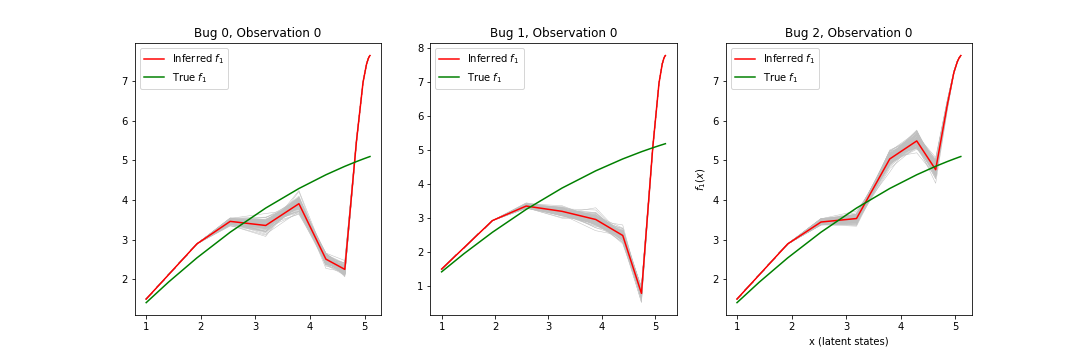 Bug 0, Observation 0
Inferred f₁
True f₁
7
6
5
4
3
2
1 2 3 4 5
Bug 1, Observation 0
Inferred f₁
True f₁
8
7
6
5
4
3
2
1
1 2 3 4 5
Bug 2, Observation 0
Inferred f₁
True f₁
f₁(x)
7
6
5
4
3
2
1 2 3 4 5
x (latent states)